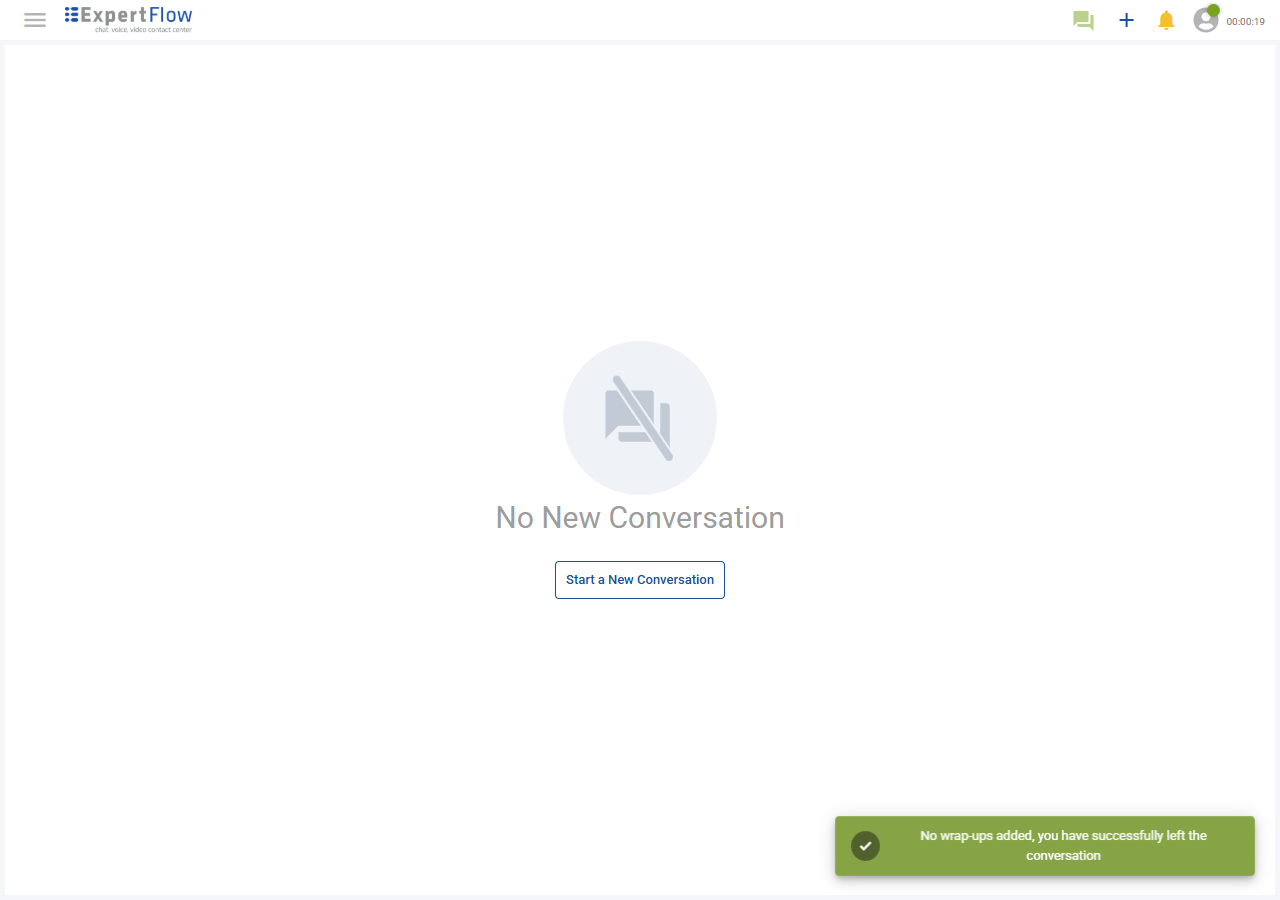 ExpertFlow
chat, voice, video contact center
00:00:19
No New Conversation
Start a New Conversation
No wrap-ups added, you have successfully left the
conversation